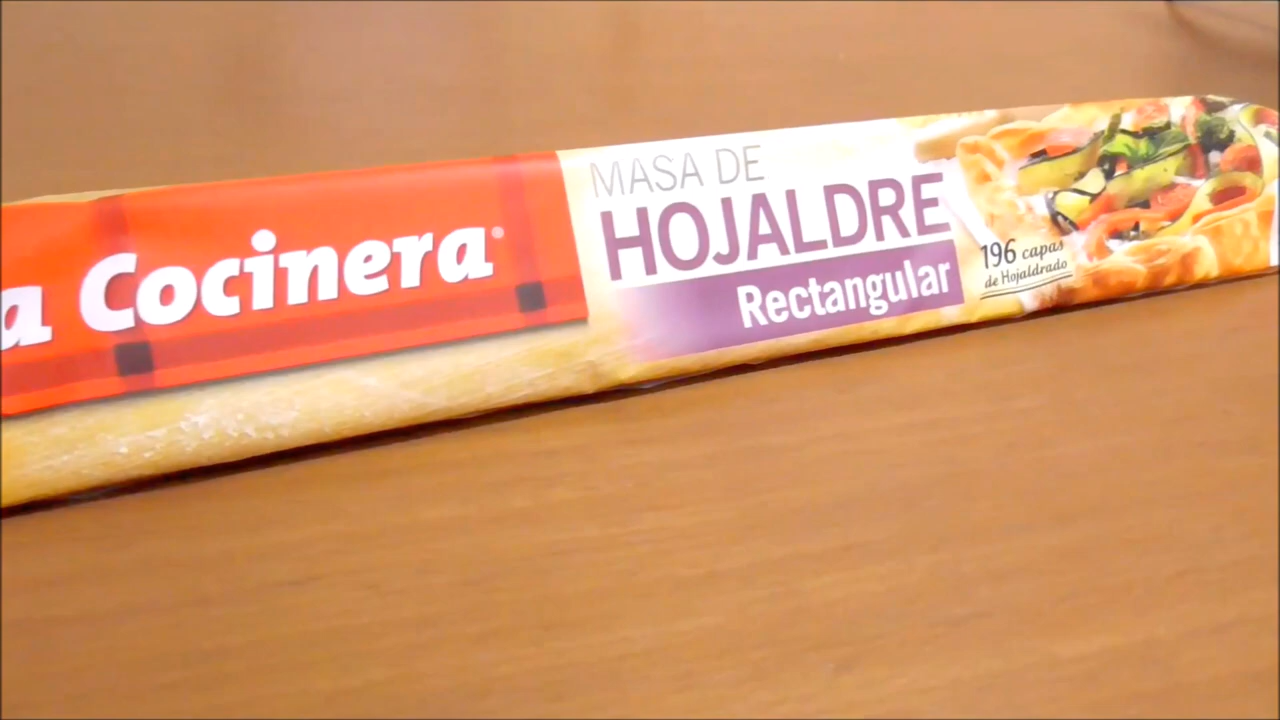 a Cocinera
MASA DE
HOJALDRE
Rectangular
196 capas
de Hojaldrado